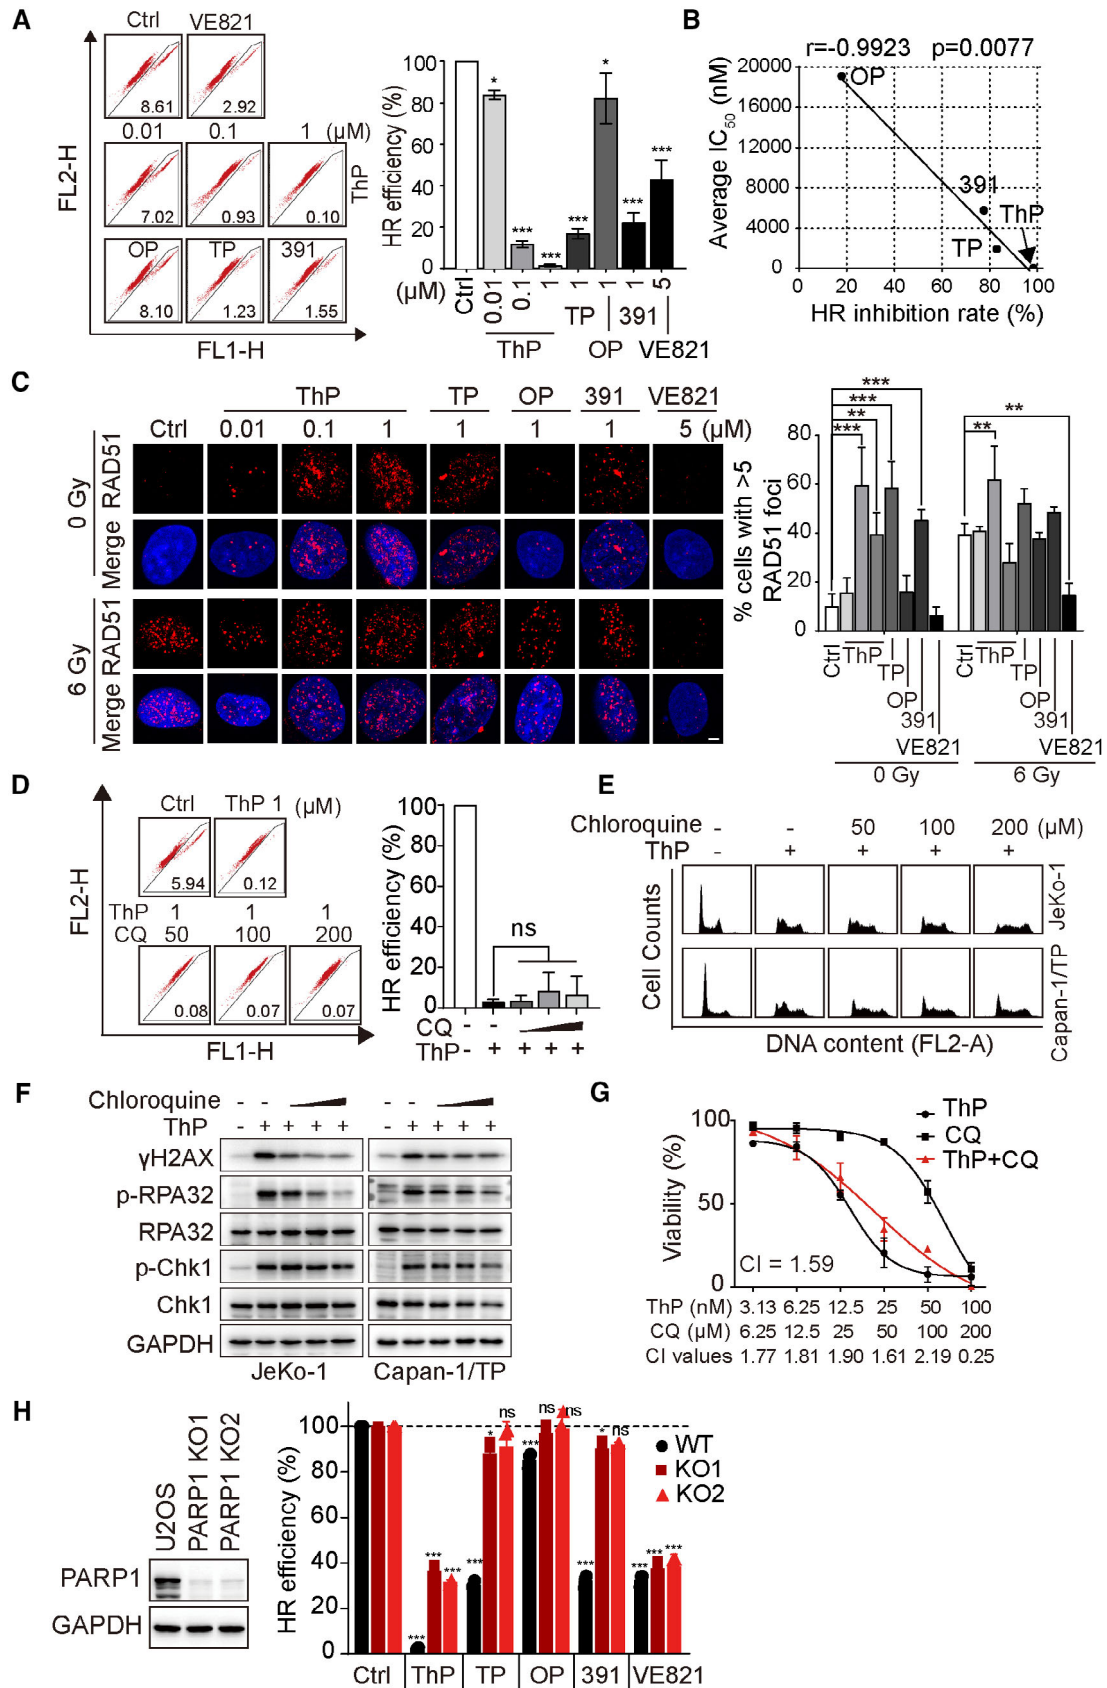 A
Ctrl VE821
8.61 2.92
0.01 0.1 1 (μM)
7.02 0.93 0.10
ThP
OP TP 391
8.10 1.23 1.55
FL2-H
FL1-H
HR efficiency (%)
100
80
60
40
20
0
* *** *** *** * *** ***
(μM) Ctrl 0.01 0.1 1 1 1 1 5
ThP TP OP 391 VE821
B
r=-0.9923 p=0.0077
Average IC50 (nM)
20000
16000
12000
8000
4000
0
OP
391
ThP
TP
0 20 40 60 80 100
HR inhibition rate (%)
C
ThP TP OP 391 VE821
Ctrl 0.01 0.1 1 1 1 1 5 (μM)
0 Gy
Merge RAD51
6 Gy
Merge RAD51
% cells with >5
RAD51 foci
80
60
40
20
0
***
***
**
***
**
**
Ctrl ThP TP OP 391 VE821
Ctrl ThP TP OP 391 VE821
0 Gy 6 Gy
D
Ctrl ThP 1 (μM)
5.94 0.12
ThP 1 1 1
CQ 50 100 200
0.08 0.07 0.07
FL2-H
FL1-H
HR efficiency (%)
100
80
60
40
20
0
ns
CQ - -
ThP - + + + +
E
Chloroquine - - 50 100 200 (μM)
ThP - + + + +
Cell Counts
JeKo-1
Capan-1/TP
DNA content (FL2-A)
F
Chloroquine - - - -
ThP - + + + + - + + + +
γH2AX
p-RPA32
RPA32
p-Chk1
Chk1
GAPDH
JeKo-1 Capan-1/TP
G
ThP
CQ
ThP+CQ
Viability (%)
100
50
0
CI = 1.59
ThP (nM) 3.13 6.25 12.5 25 50 100
CQ (μM) 6.25 12.5 25 50 100 200
CI values 1.77 1.81 1.90 1.61 2.19 0.25
H
U2OS
PARP1 KO1
PARP1 KO2
PARP1
GAPDH
HR efficiency (%)
100
80
60
40
20
0
*** *** *** *** * ns *** ns ns *** * ns *** *** ***
WT
KO1
KO2
Ctrl ThP TP OP 391 VE821